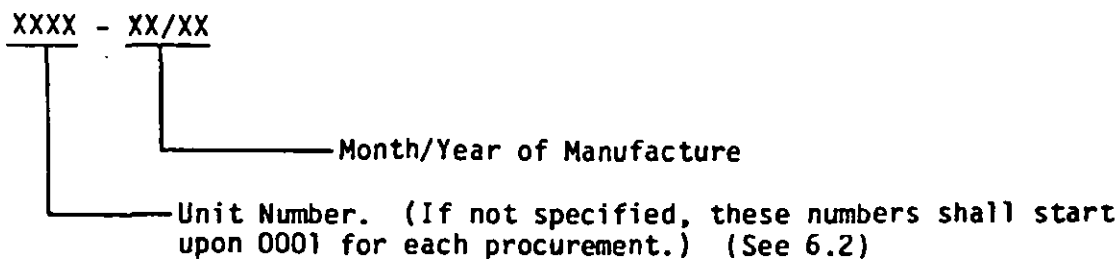 XXXX - XX/XX
Month/Year of Manufacture
Unit Number. (If not specified, these numbers shall start
upon 0001 for each procurement.) (See 6.2)